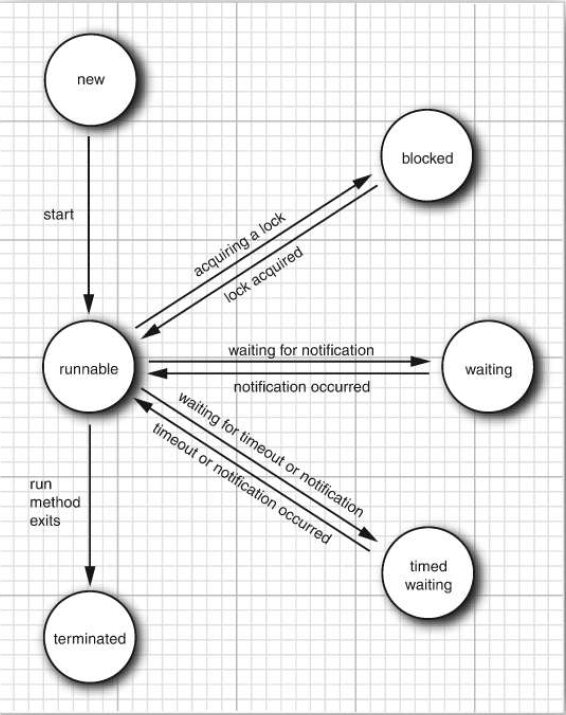 new
blocked
start
acquiring a lock
lock acquired
runnable
waiting for notification
notification occurred
waiting
waiting for timeout or notification
timeout or notification occurred
run
method
exits
timed
waiting
terminated